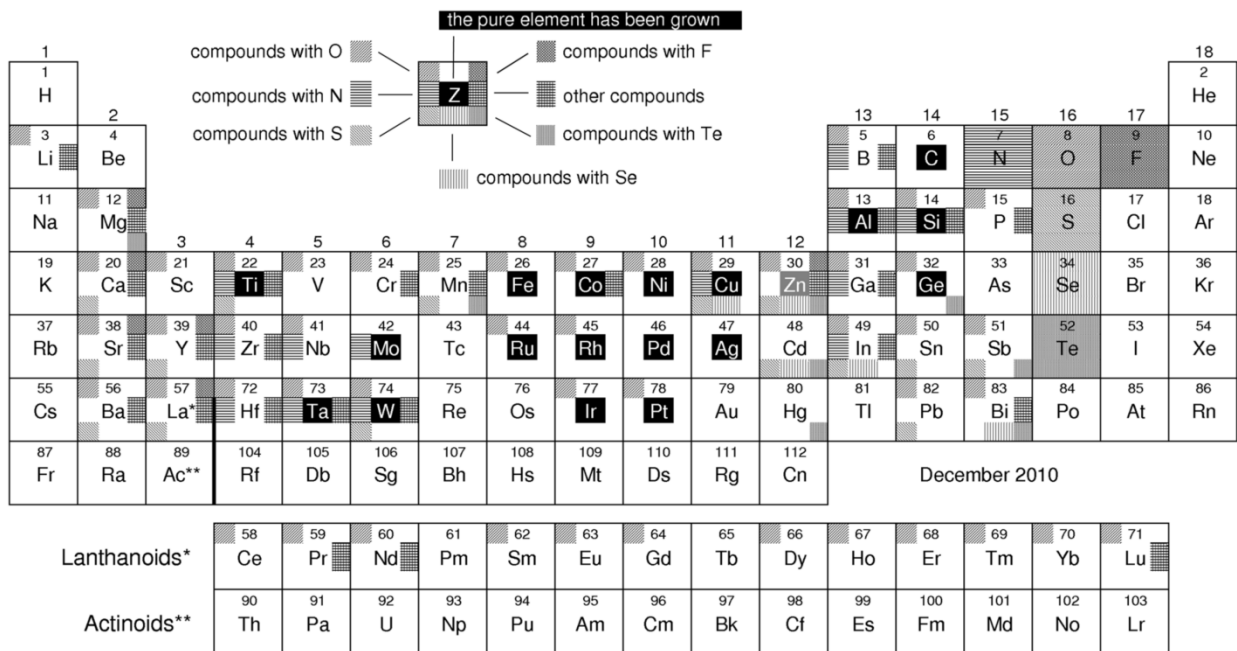 the pure element has been grown
compounds with O
compounds with F
compounds with N
Z
other compounds
compounds with S
compounds with Te
compounds with Se
1 18
1 2
H 2 13 14 15 16 17 He
3 4 5 6 7 8 9 10
Li Be B C N O F Ne
11 12 13 14 15 16 17 18
Na Mg 3 4 5 6 7 8 9 10 11 12 Al Si P S Cl Ar
19 20 21 22 23 24 25 26 27 28 29 30 31 32 33 34 35 36
K Ca Sc Ti V Cr Mn Fe Co Ni Cu Zn Ga Ge As Se Br Kr
37 38 39 40 41 42 43 44 45 46 47 48 49 50 51 52 53 54
Rb Sr Y Zr Nb Mo Tc Ru Rh Pd Ag Cd In Sn Sb Te I Xe
55 56 57 72 73 74 75 76 77 78 79 80 81 82 83 84 85 86
Cs Ba La* Hf Ta W Re Os Ir Pt Au Hg Tl Pb Bi Po At Rn
87 88 89 104 105 106 107 108 109 110 111 112
Fr Ra Ac** Rf Db Sg Bh Hs Mt Ds Rg Cn December 2010
58 59 60 61 62 63 64 65 66 67 68 69 70 71
Lanthanoids* Ce Pr Nd Pm Sm Eu Gd Tb Dy Ho Er Tm Yb Lu
90 91 92 93 94 95 96 97 98 99 100 101 102 103
Actinoids** Th Pa U Np Pu Am Cm Bk Cf Es Fm Md No Lr